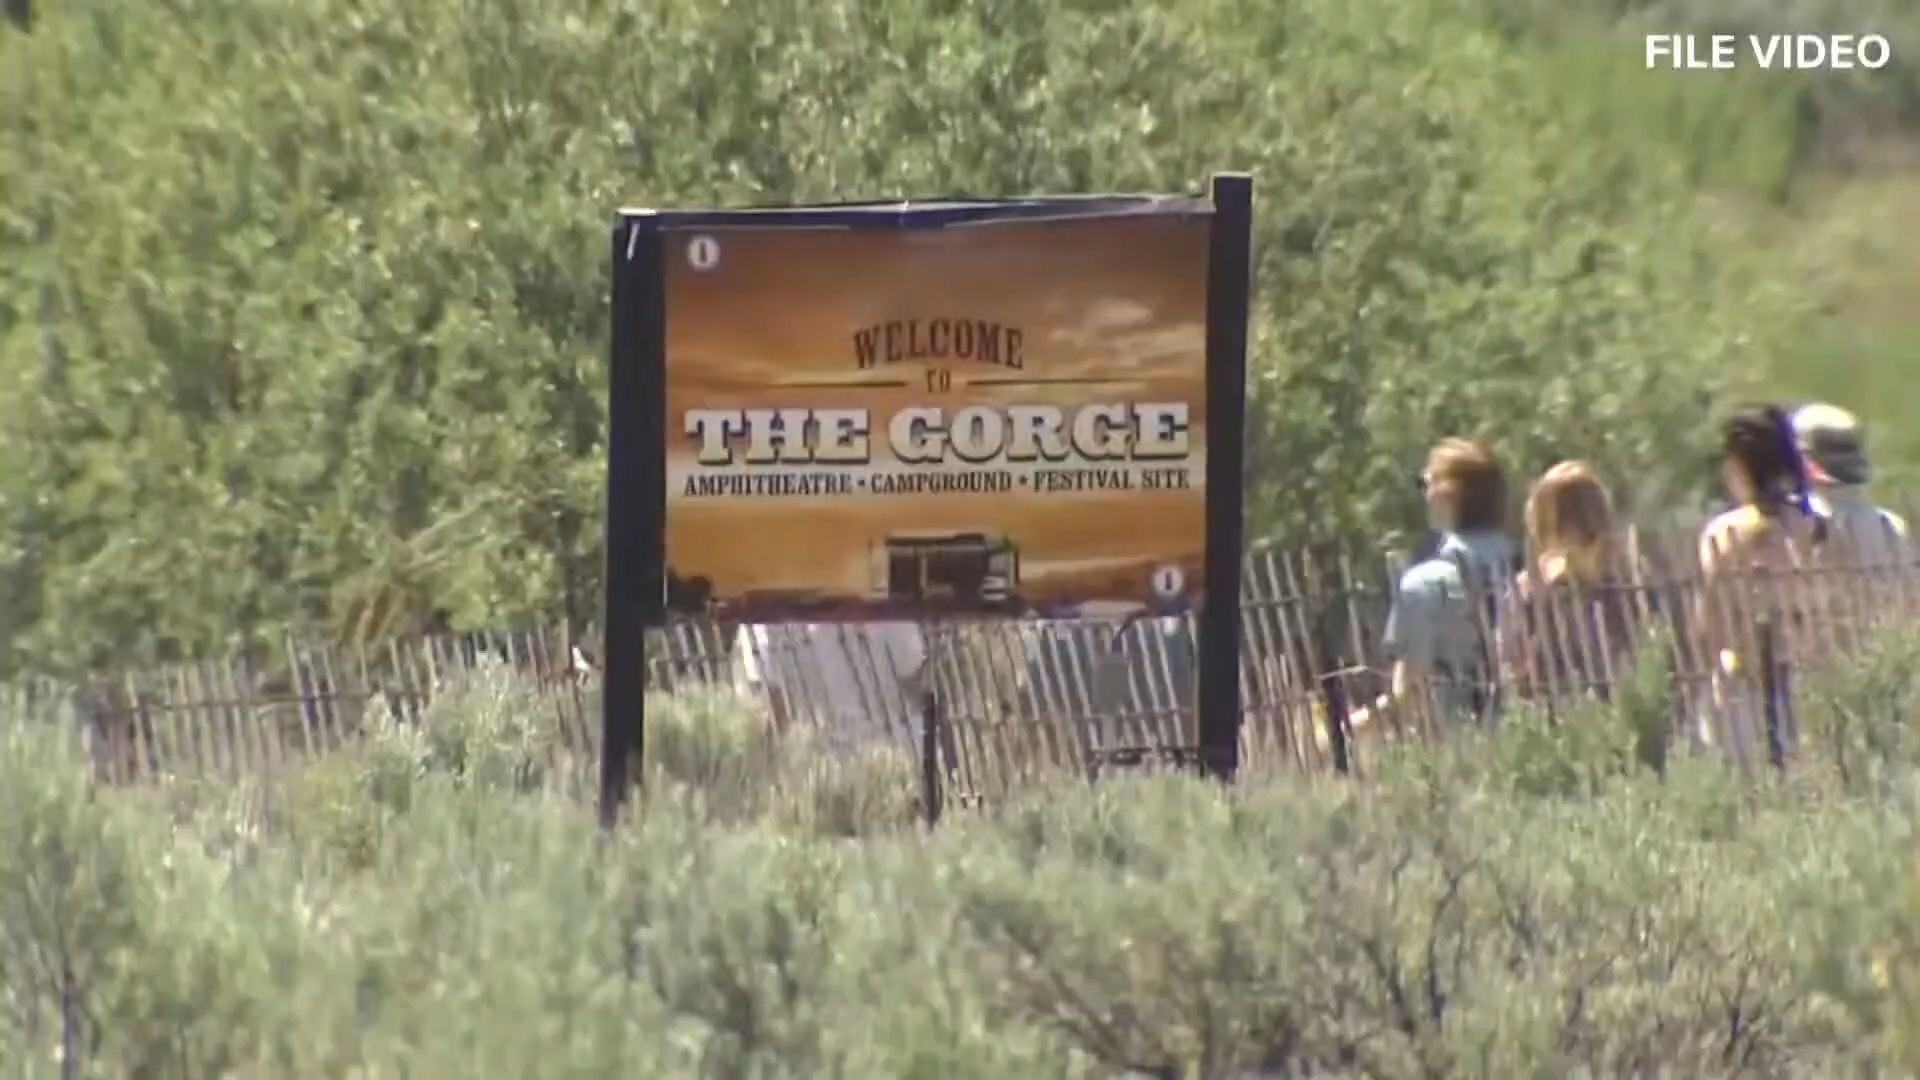 FILE VIDEO
WELCOME
TO
THE GORGE
AMPHITHEATRE • CAMPGROUND • FESTIVAL SITE